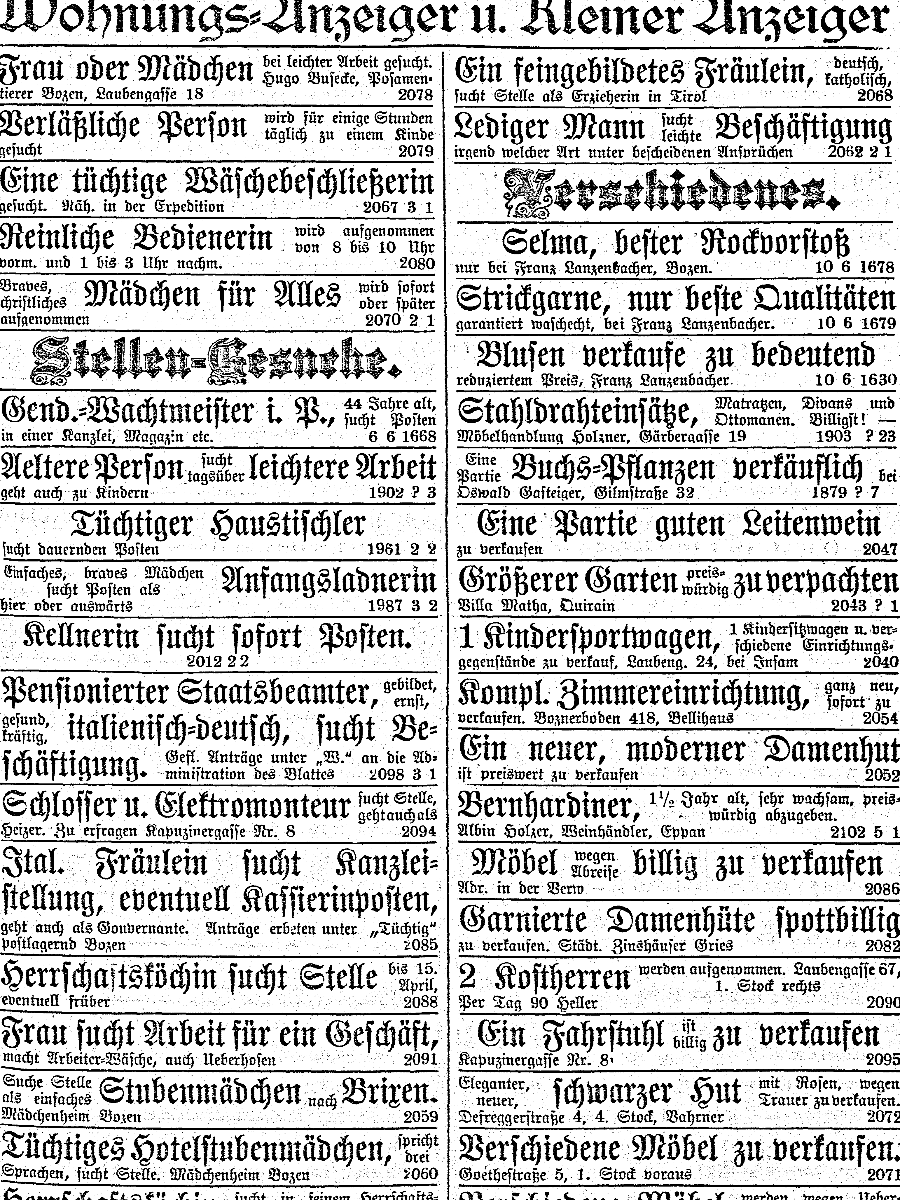 Wohnungs-Anzeiger u. Kleiner Anzeiger
Frau oder Mädchen bei leichter Arbeit gesucht.
Hugo Busecke, Posamen-
tierer Bozen, Laubengasse 18 2078
Verläßliche Person wird für einige Stunden
täglich zu einem Kinde
gesucht 2079
Eine tüchtige Wäschebeschließerin
gesucht. Näh. in der Expedition 2067 3 1
Reinliche Bedienerin wird aufgenommen
von 8 bis 10 Uhr
vorm. und 1 bis 3 Uhr nachm. 2080
Braves,
christliches Mädchen für Alles wird sofort
oder später
aufgenommen 2070 2 1
Stellen-Gesuche.
Gend.-Wachtmeister i. P., 44 Jahre alt,
sucht Posten
in einer Kanzlei, Magazin etc. 6 6 1668
Aeltere Person sucht
tagsüber leichtere Arbeit
geht auch zu Kindern 1902 ? 3
Tüchtiger Haustischler
sucht dauernden Posten 1961 2 2
Einfaches, braves Mädchen
sucht Posten als Anfangsladnerin
hier oder auswärts 1987 3 2
Kellnerin sucht sofort Posten.
2012 2 2
Pensionierter Staatsbeamter, gebildet,
ernst,
gesund,
kräftig, italienisch-deutsch, sucht Be-
schäftigung. Gefl. Anträge unter „W.“ an die Ad-
ministration des Blattes 2098 3 1
Schlosser u. Elektromonteur sucht Stelle,
geht auch als
Heizer. Zu erfragen Kapuzinergasse Nr. 8 2094
Ital. Fräulein sucht Kanzlei-
stellung, eventuell Kassierinposten,
geht auch als Gouvernante. Anträge erbeten unter „Tüchtig“
postlagernd Bozen 2085
Herrschaftsköchin sucht Stelle bis 15.
April,
eventuell früher 2088
Frau sucht Arbeit für ein Geschäft,
macht Arbeiter-Wäsche, auch Ueberhosen 2091
Suche Stelle
als einfaches Stubenmädchen nach Brixen.
Mädchenheim Bozen 2059
Tüchtiges Hotelstubenmädchen, spricht
drei
Sprachen, sucht Stelle. Mädchenheim Bozen 2060
Ein feingebildetes Fräulein, deutsch,
katholisch,
sucht Stelle als Erzieherin in Tirol 2068
Lediger Mann sucht
leichte Beschäftigung
irgend welcher Art unter bescheidenen Ansprüchen 2062 2 1
Verschiedenes.
Selma, bester Rockvorstoß
nur bei Franz Lanzenbacher, Bozen. 10 6 1678
Strickgarne, nur beste Qualitäten
garantiert waschecht, bei Franz Lanzenbacher. 10 6 1679
Blusen verkaufe zu bedeutend
reduziertem Preis, Franz Lanzenbacher 10 6 1630
Stahldrahteinsätze, Matratzen, Divans und
Ottomanen. Billigst! —
Möbelhandlung Holzner, Gärbergasse 19 1903 ? 23
Eine
Partie Buchs-Pflanzen verkäuflich bei
Oswald Gasteiger, Gilmstraße 32 1879 ? 7
Eine Partie guten Leitenwein
zu verkaufen 2047
Größerer Garten preis-
würdig zu verpachten
Villa Matha, Quirain 2043 ? 1
1 Kindersportwagen, 1 Kindersitzwagen u. ver-
schiedene Einrichtungs-
gegenstände zu verkauf, Laubeng. 24, bei Insam 2040
Kompl. Zimmereinrichtung, ganz neu,
sofort zu
verkaufen. Boznerboden 418, Bellihaus 2054
Ein neuer, moderner Damenhut
ist preiswert zu verkaufen 2052
Bernhardiner, 1½ Jahr alt, sehr wachsam, preis-
würdig abzugeben.
Albin Holzer, Weinhändler, Eppan 2102 5 1
Möbel wegen
Abreise billig zu verkaufen
Adr. in der Verw 2086
Garnierte Damenhüte spottbillig
zu verkaufen. Städt. Zinshäuser Gries 2082
2 Kostherren werden aufgenommen. Laubengasse 67,
1. Stock rechts
Per Tag 90 Heller 2090
Ein Fahrstuhl ist
billig zu verkaufen
Kapuzinergasse Nr. 8 2095
Eleganter,
neuer, schwarzer Hut mit Rosen, wegen
Trauer zu verkaufen.
Defreggerstraße 4, 4. Stock, Vahrner 2072
Verschiedene Möbel zu verkaufen.
Goethestraße 5, 1. Stock voraus 2071